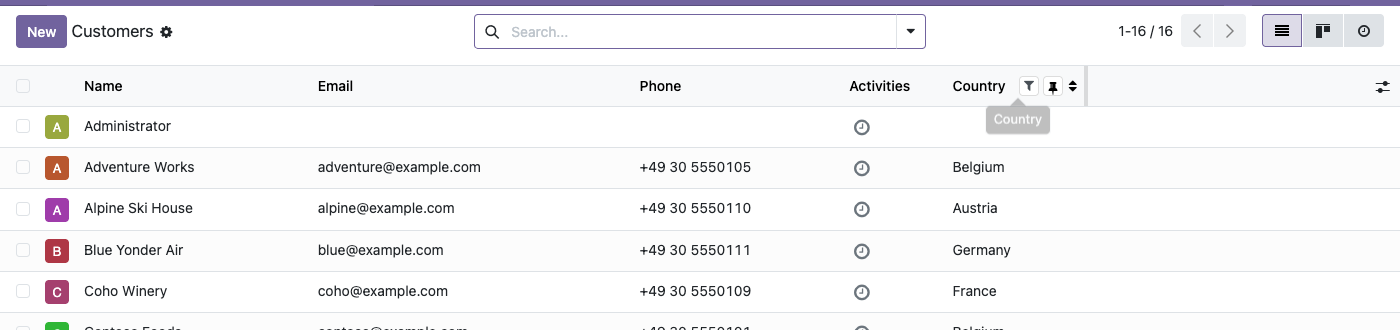 New Customers Search... 1-16 / 16
Name Email Phone Activities Country
Country
A Administrator
A Adventure Works adventure@example.com +49 30 5550105 Belgium
A Alpine Ski House alpine@example.com +49 30 5550110 Austria
B Blue Yonder Air blue@example.com +49 30 5550111 Germany
C Coho Winery coho@example.com +49 30 5550109 France